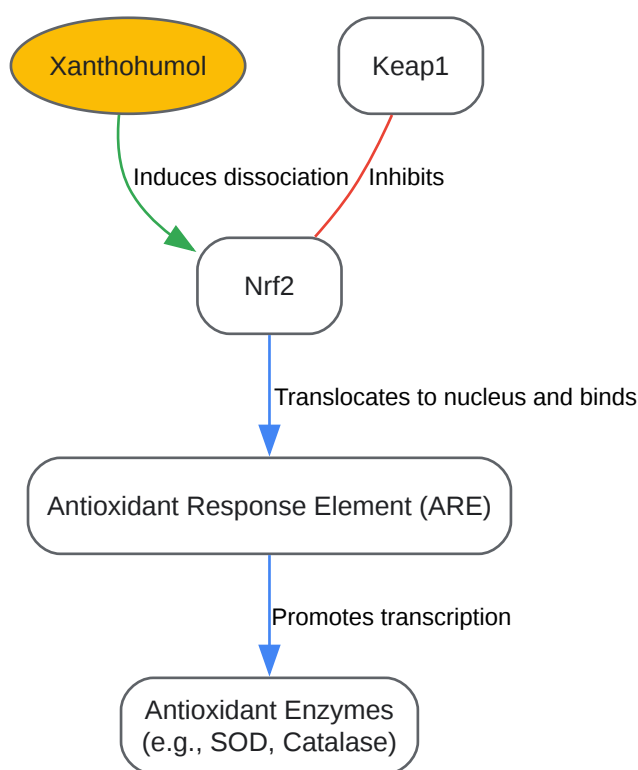 Xanthohumol
Keap1
Induces dissociation
Inhibits
Nrf2
Translocates to nucleus and binds
Antioxidant Response Element (ARE)
Promotes transcription
Antioxidant Enzymes
(e.g., SOD, Catalase)